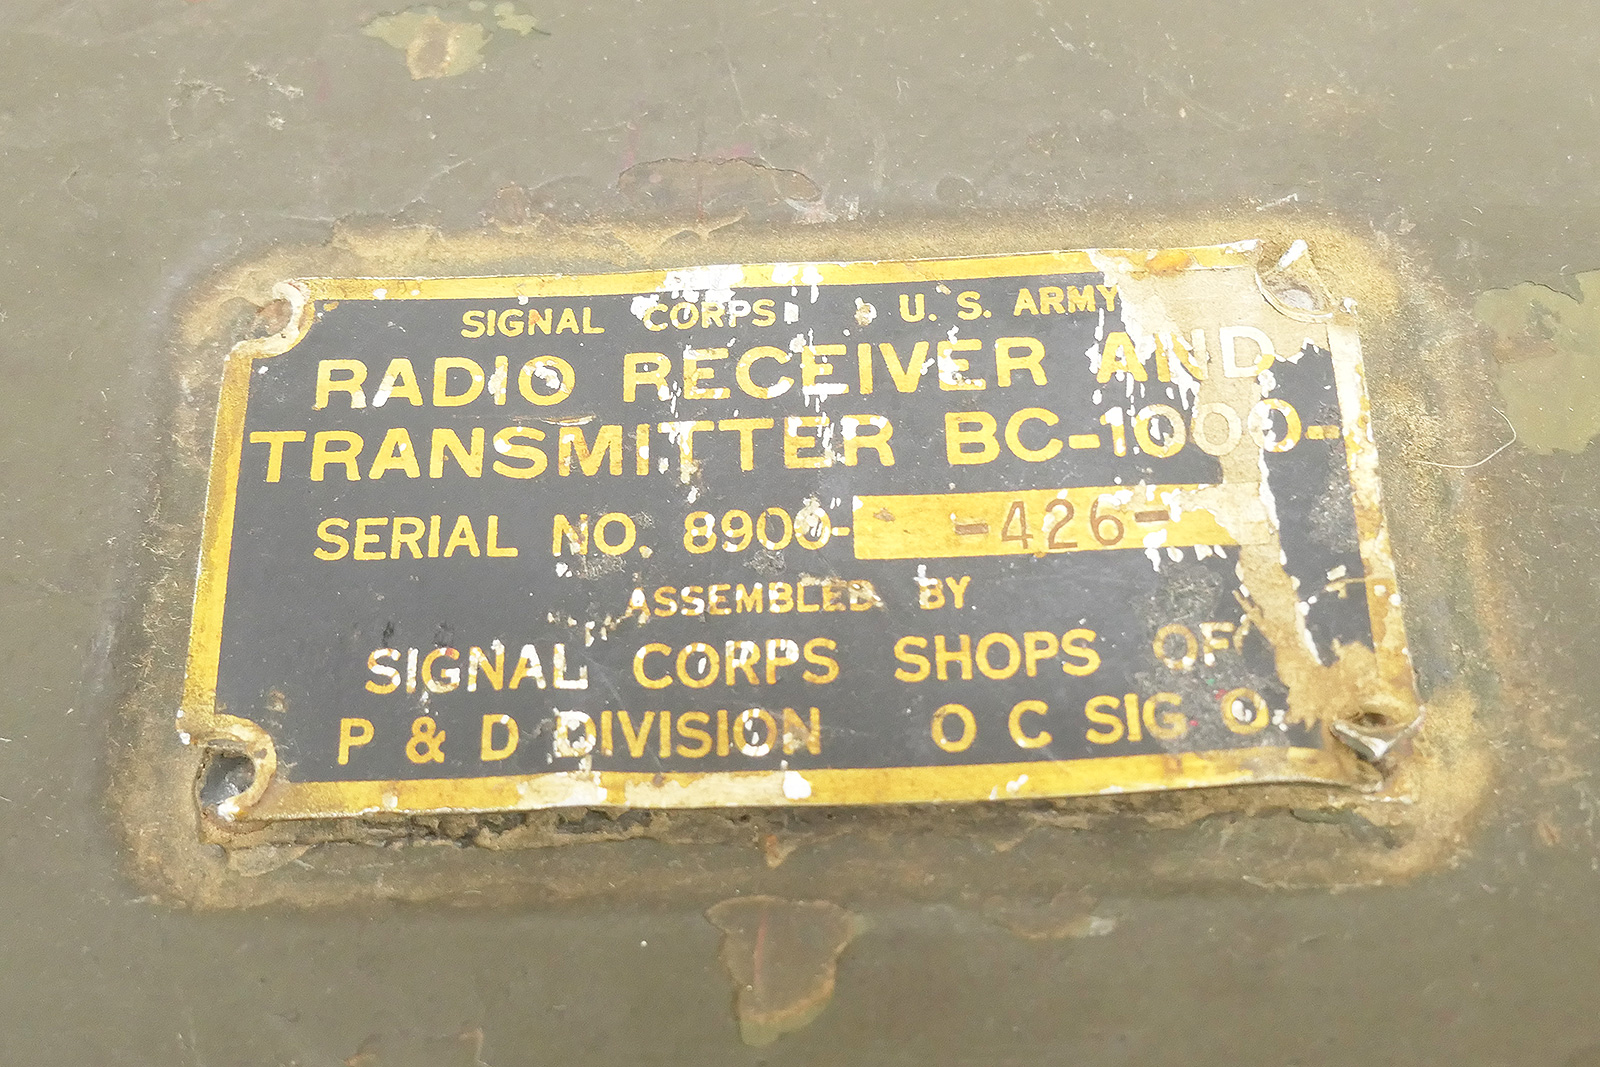 SIGNAL CORPS U. S. ARMY
RADIO RECEIVER AND
TRANSMITTER BC-1000-
SERIAL NO. 8900- -426-
ASSEMBLED BY
SIGNAL CORPS SHOPS OF
P & D DIVISION O C SIG O.